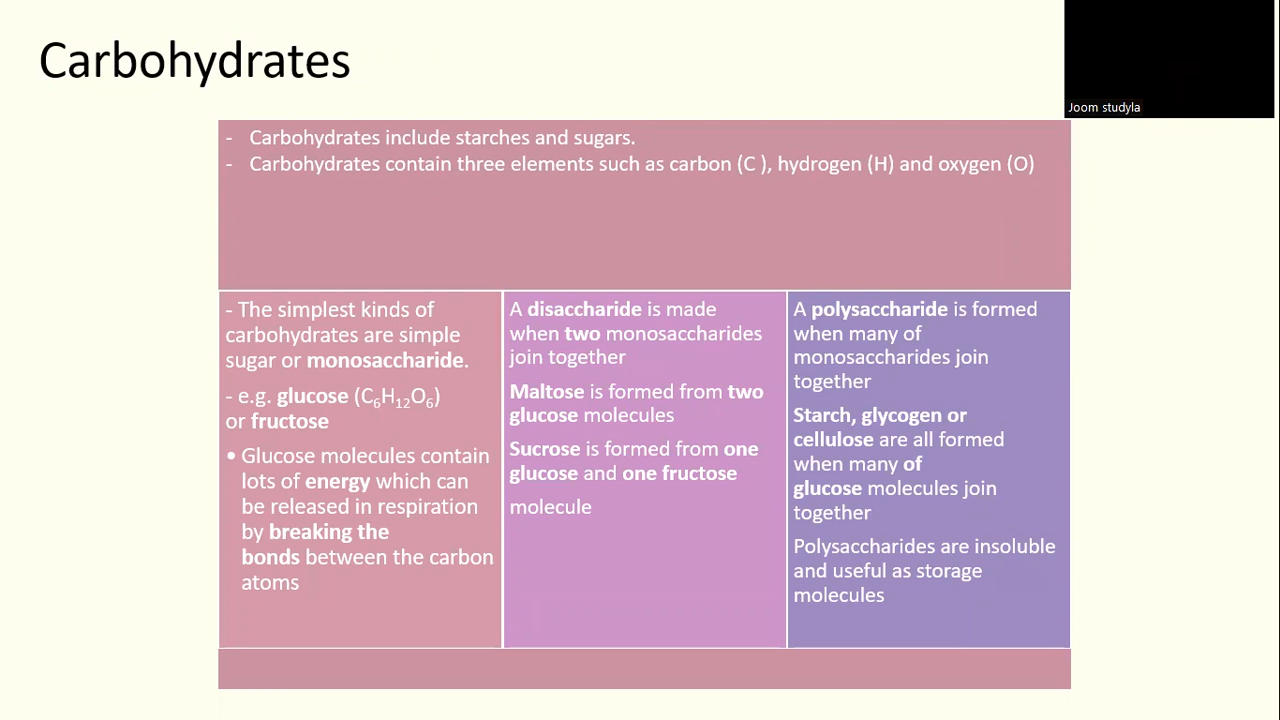 Carbohydrates
Joom studyla
- Carbohydrates include starches and sugars.
- Carbohydrates contain three elements such as carbon (C ), hydrogen (H) and oxygen (O)
- The simplest kinds of
carbohydrates are simple
sugar or monosaccharide.
- e.g. glucose (C₆H₁₂O₆)
or fructose
• Glucose molecules contain
lots of energy which can
be released in respiration
by breaking the
bonds between the carbon
atoms
A disaccharide is made
when two monosaccharides
join together
Maltose is formed from two
glucose molecules
Sucrose is formed from one
glucose and one fructose
molecule
A polysaccharide is formed
when many of
monosaccharides join
together
Starch, glycogen or
cellulose are all formed
when many of
glucose molecules join
together
Polysaccharides are insoluble
and useful as storage
molecules